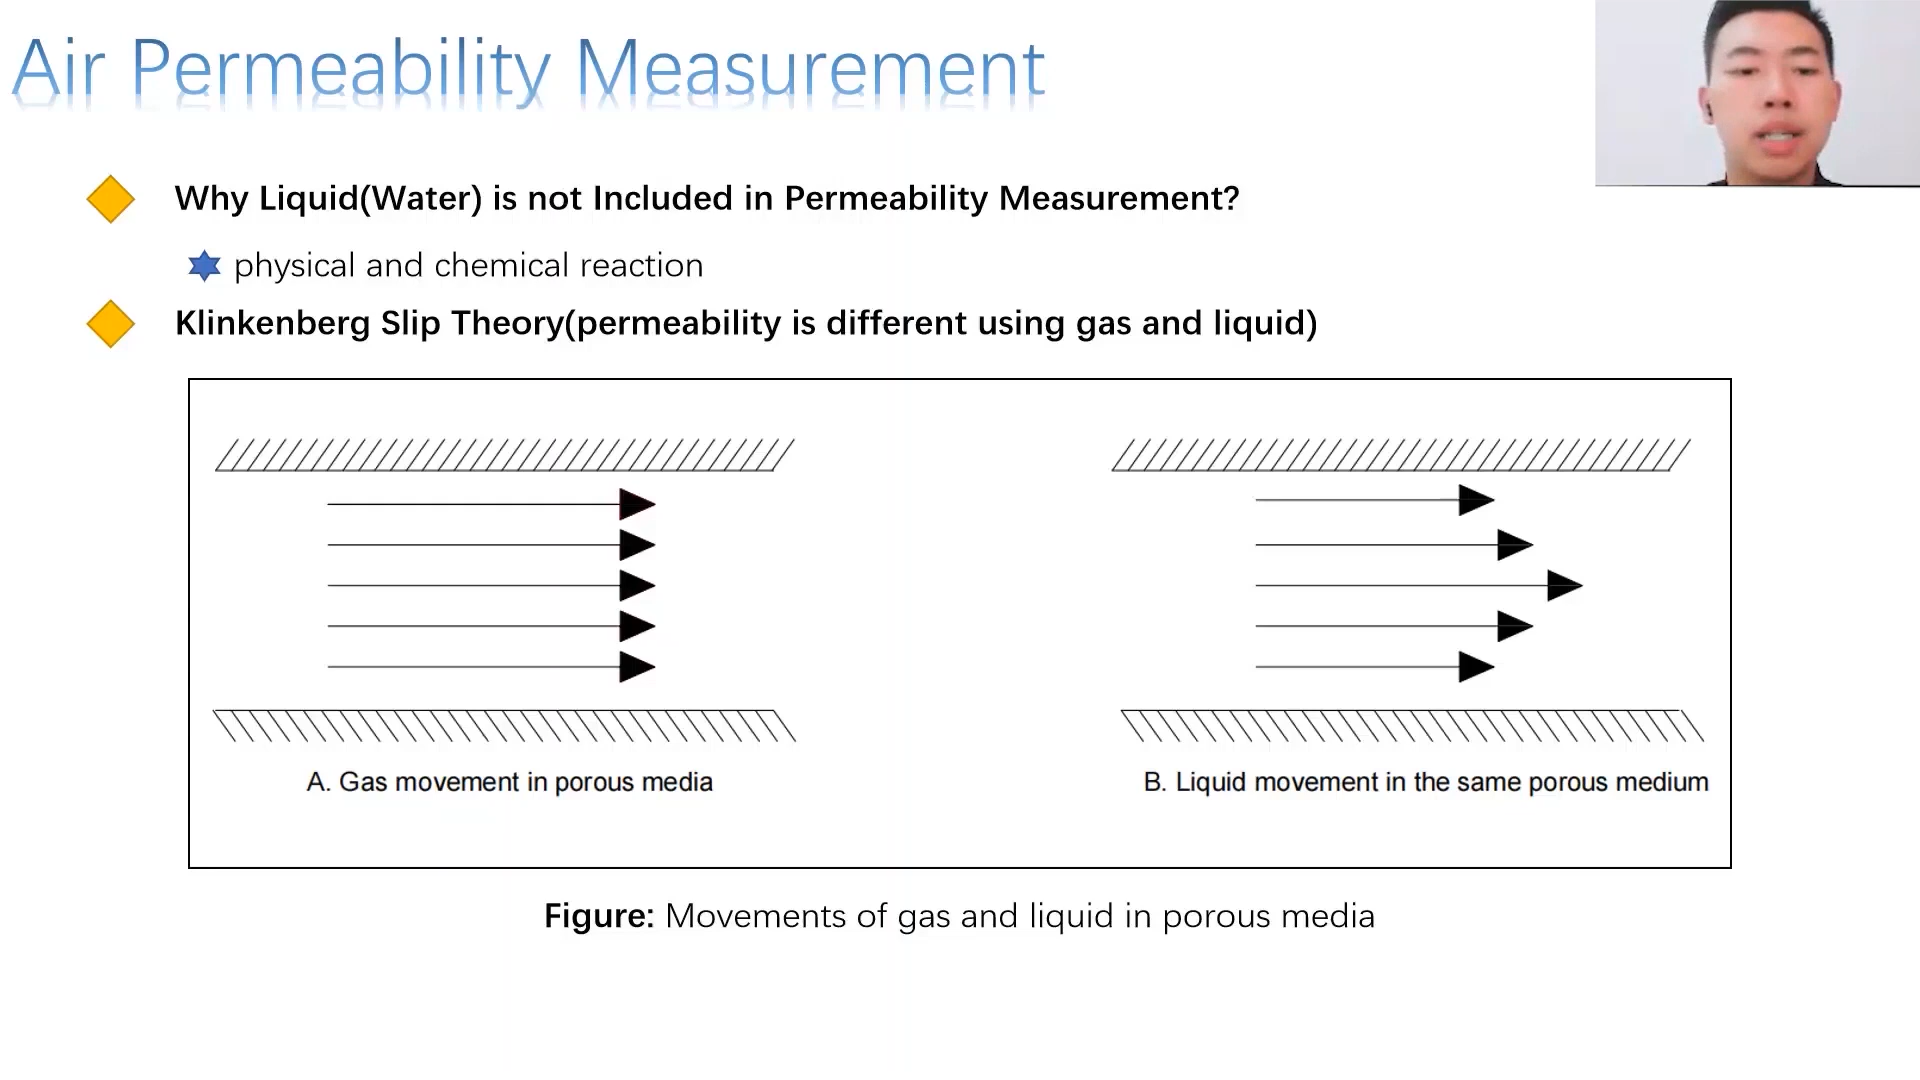 Air Permeability Measurement
Why Liquid(Water) is not Included in Permeability Measurement?
physical and chemical reaction
Klinkenberg Slip Theory(permeability is different using gas and liquid)
A. Gas movement in porous media
B. Liquid movement in the same porous medium
Figure: Movements of gas and liquid in porous media